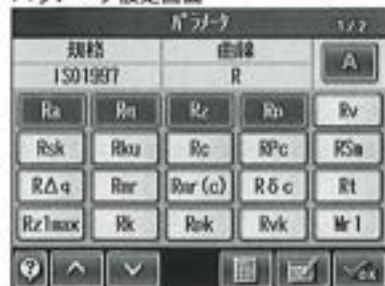 パラメータ 1/2
規格 曲線 A
ISO1997 R
Ra Rq Rz Rp Rv
Rsk Rku Rc RPc RSm
RΔq Rmr Rmr(c) Rδc Rt
Rz1max Rk Rpk Rvk Mr1
?
OK